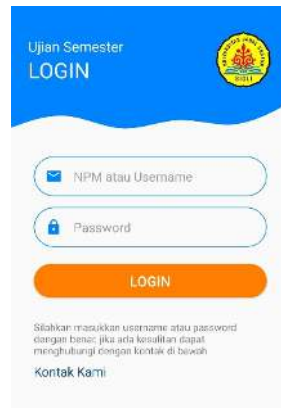 Ujian Semester
LOGIN
NPM atau Username
Password
LOGIN
Silahkan masukkan username atau password
dengan benar, jika ada kesulitan dapat
menghubungi dengan kontak di bawah
Kontak Kami